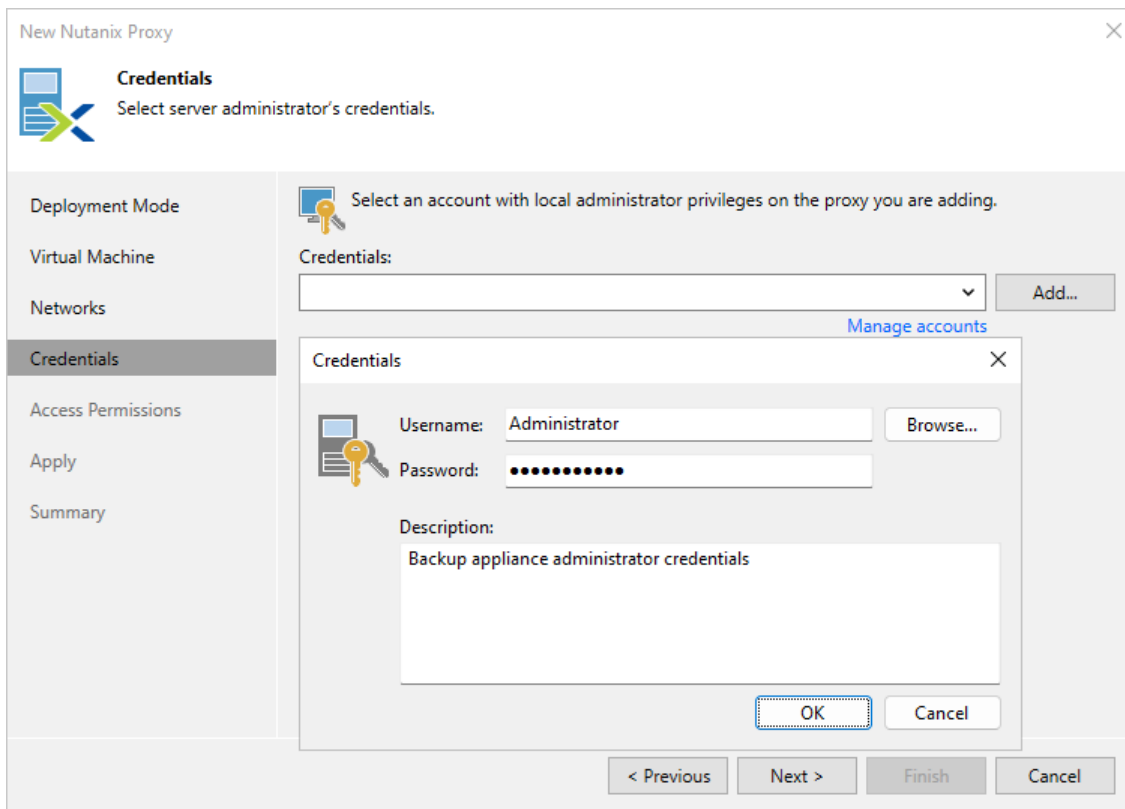 New Nutanix Proxy
Credentials
Select server administrator's credentials.
Deployment Mode
Virtual Machine
Networks
Credentials
Access Permissions
Apply
Summary
Select an account with local administrator privileges on the proxy you are adding.
Credentials:
Add...
Manage accounts
Credentials
Username: Administrator Browse...
Password: ●●●●●●●●●●●
Description:
Backup appliance administrator credentials
OK Cancel
< Previous Next > Finish Cancel